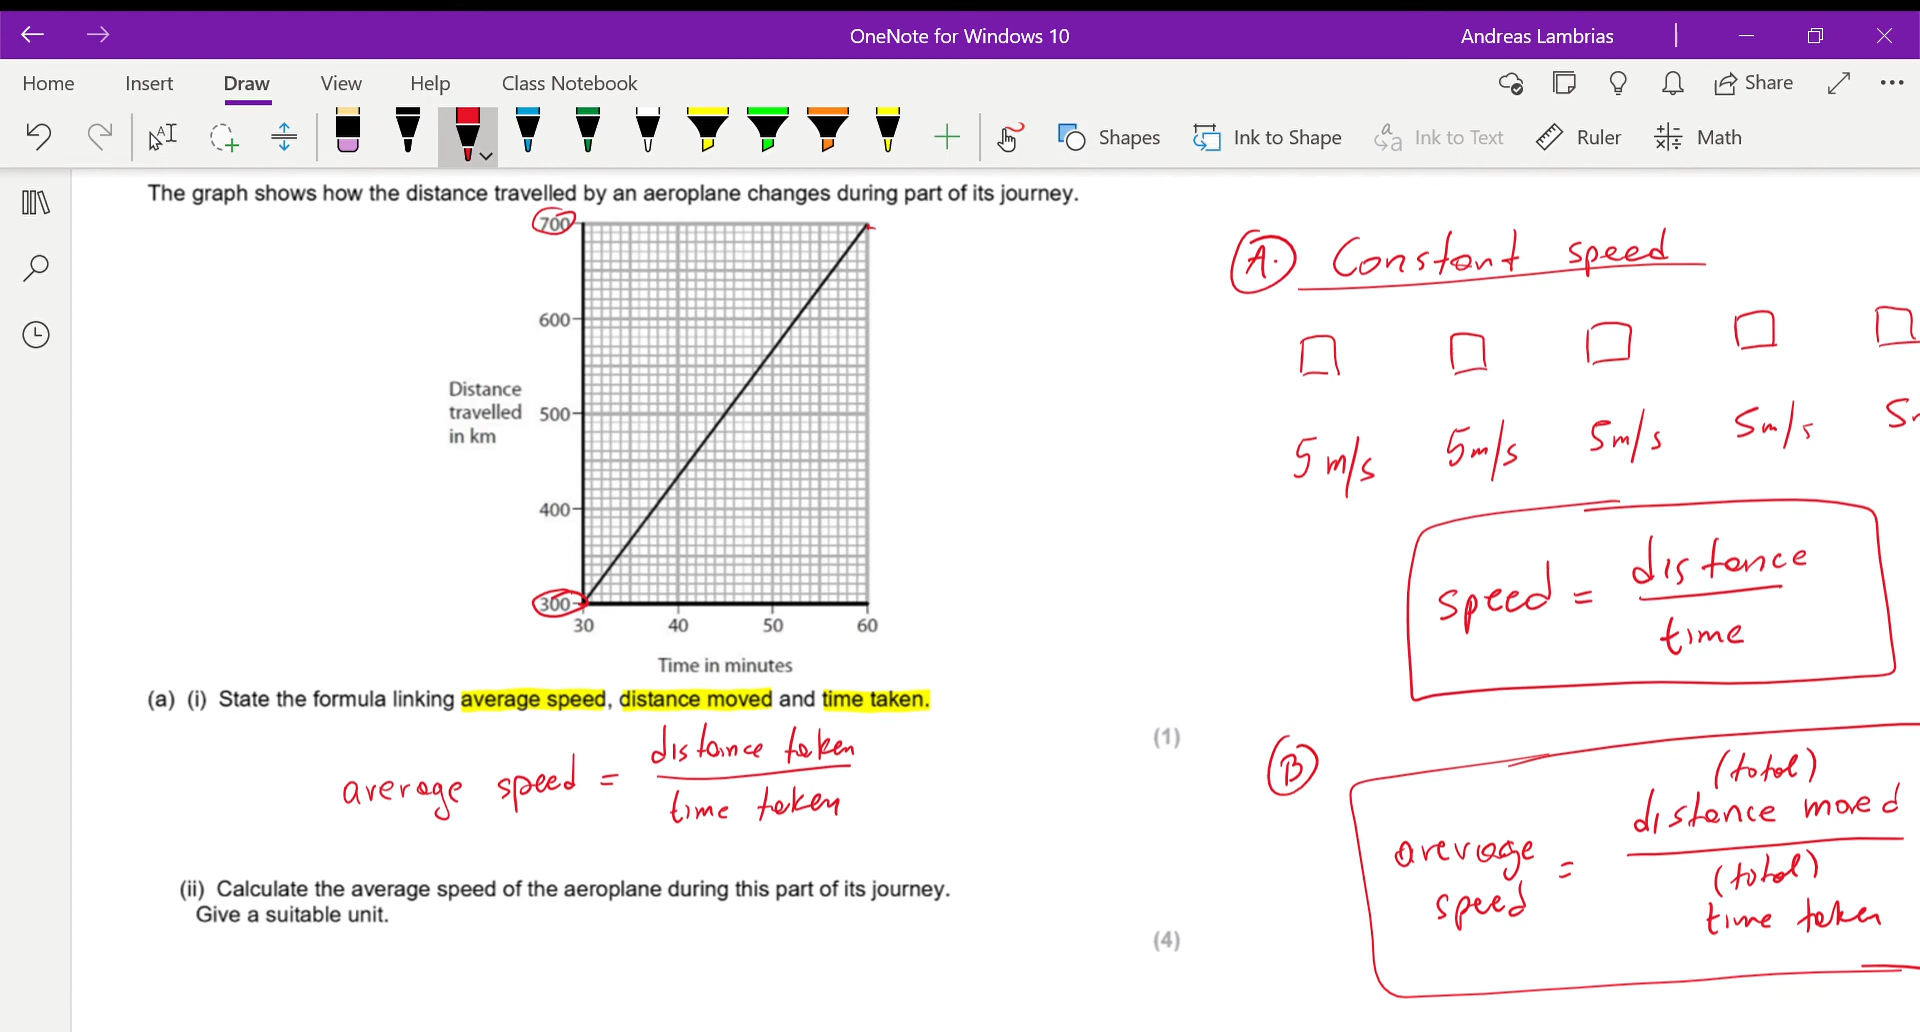 OneNote for Windows 10
Andreas Lambrias
Home Insert Draw View Help Class Notebook
Share
Shapes Ink to Shape Ink to Text Ruler Math
The graph shows how the distance travelled by an aeroplane changes during part of its journey.
700
600
500
400
300
Distance
travelled
in km
30 40 50 60
Time in minutes
(a) (i) State the formula linking average speed, distance moved and time taken.
(1)
average speed = distance taken
time taken
(ii) Calculate the average speed of the aeroplane during this part of its journey.
Give a suitable unit.
(4)
A. Constant speed
5 m/s 5m/s 5m/s 5m/s 5m
speed = distance
time
B
(total)
distance moved
average
speed =
(total)
time taken